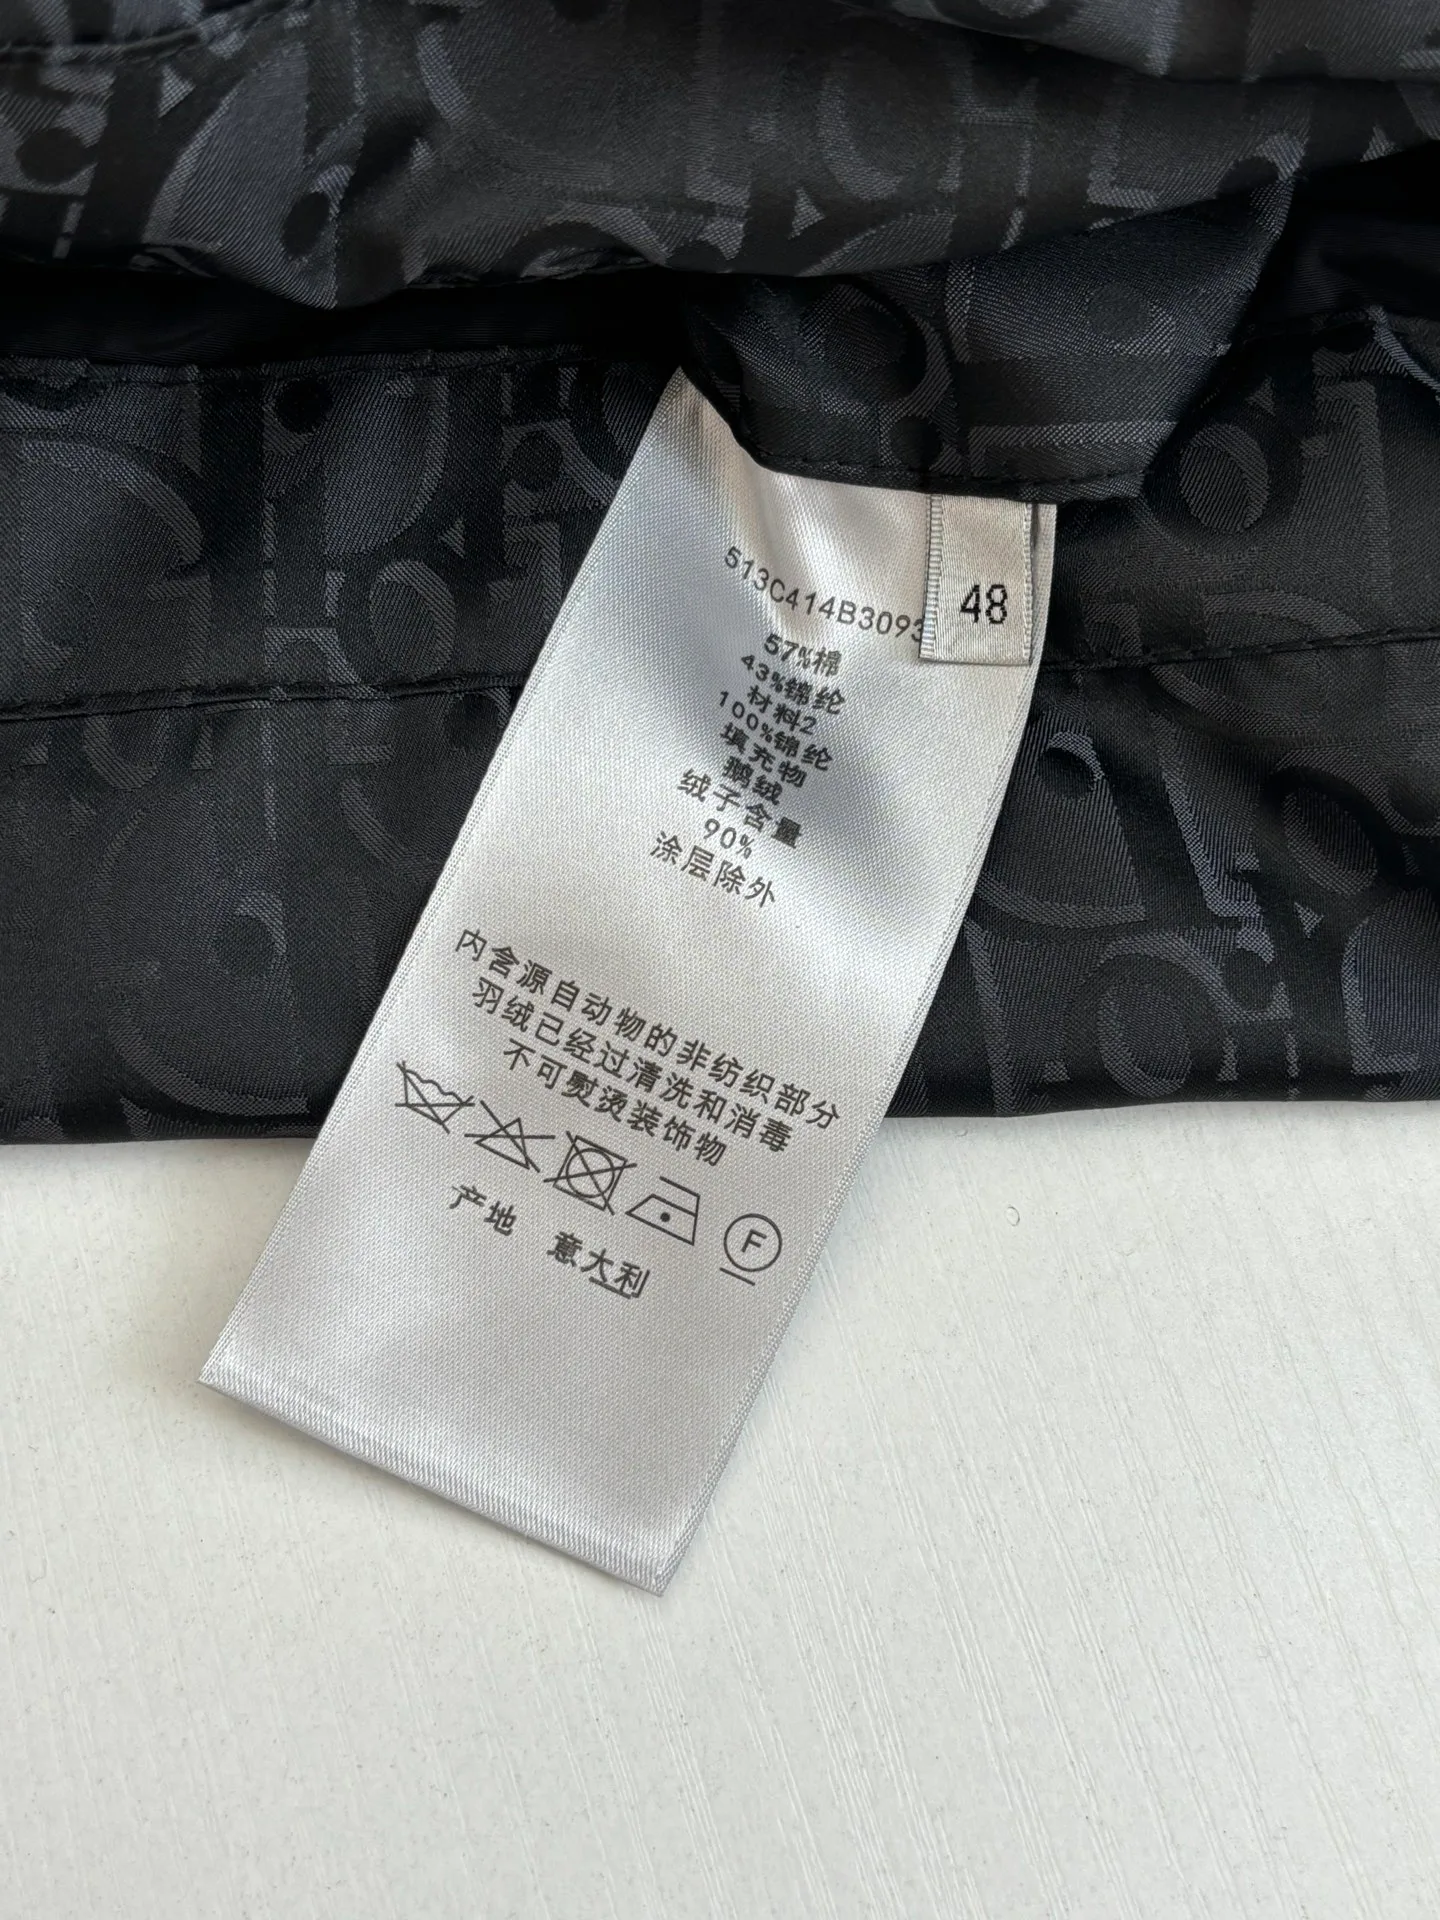 513C414B3093
48
57%棉
43%锦纶
材料2
100%锦纶
填充物
鹅绒
绒子含量
90%
涂层除外
内含源自动物的非纺织部分
羽绒已经过清洗和消毒
不可熨烫装饰物
F
产地 意大利